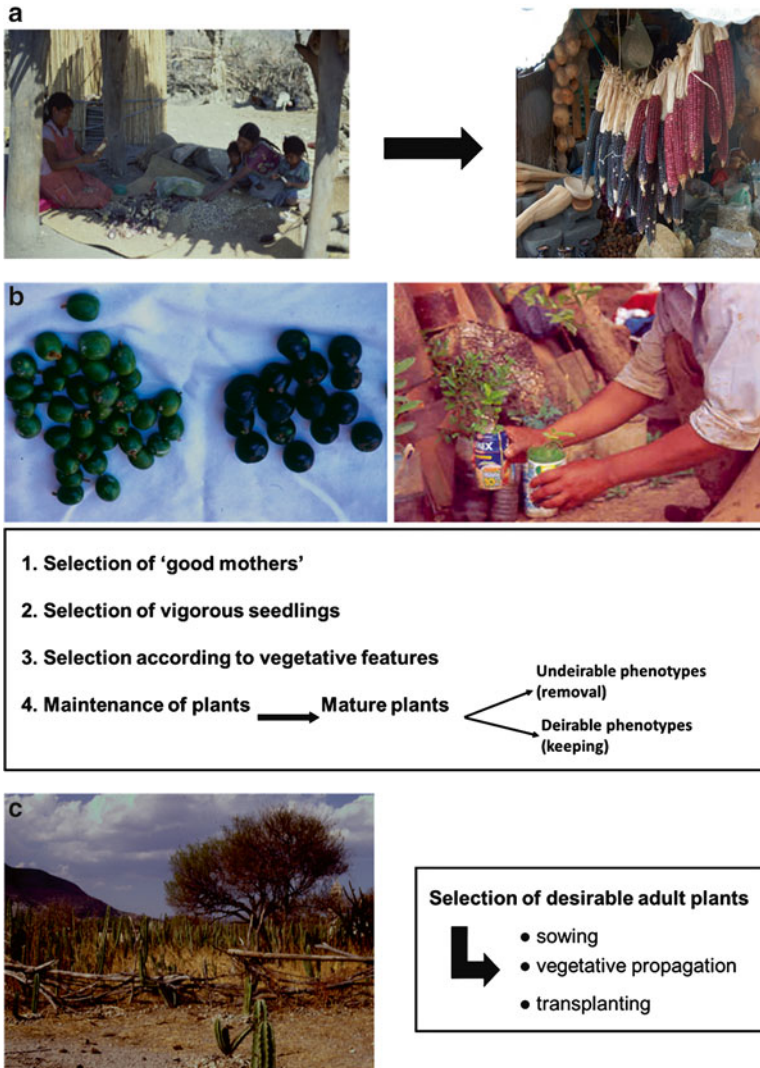 a
b
1. Selection of ‘good mothers’
2. Selection of vigorous seedlings
3. Selection according to vegetative features
4. Maintenance of plants Mature plants
Undeirable phenotypes
(removal)
Deirable phenotypes
(keeping)
c
Selection of desirable adult plants
• sowing
• vegetative propagation
• transplanting